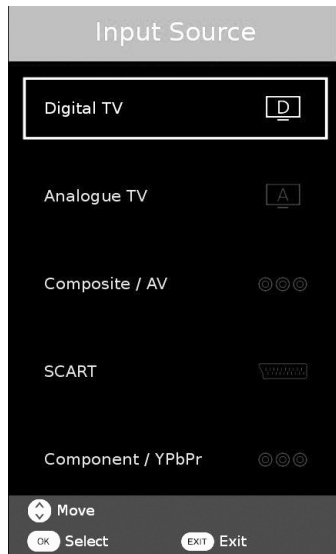 Input Source
Digital TV D
Analogue TV A
Composite / AV
SCART
Component / YPbPr
Move
OK Select EXIT Exit